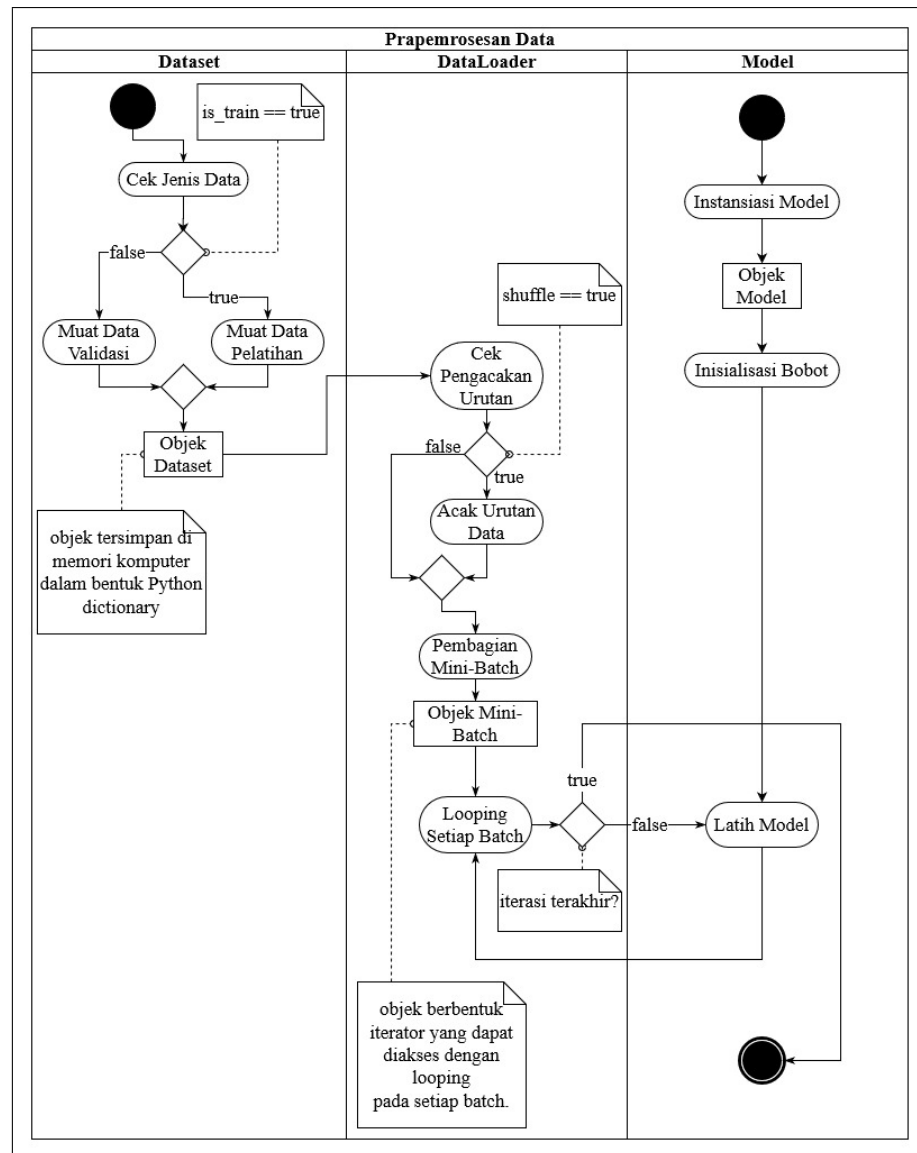 Prapemrosesan Data
Dataset
DataLoader
Model
is_train == true
Cek Jenis Data
false
true
Muat Data
Validasi
Muat Data
Pelatihan
Objek
Dataset
objek tersimpan di
memori komputer
dalam bentuk Python
dictionary
shuffle == true
Cek
Pengacakan
Urutan
false
true
Acak Urutan
Data
Pembagian
Mini-Batch
Objek Mini-
Batch
Looping
Setiap Batch
true
false
iterasi terakhir?
objek berbentuk
iterator yang dapat
diakses dengan
looping
pada setiap batch.
Instansiasi Model
Objek
Model
Inisialisasi Bobot
Latih Model